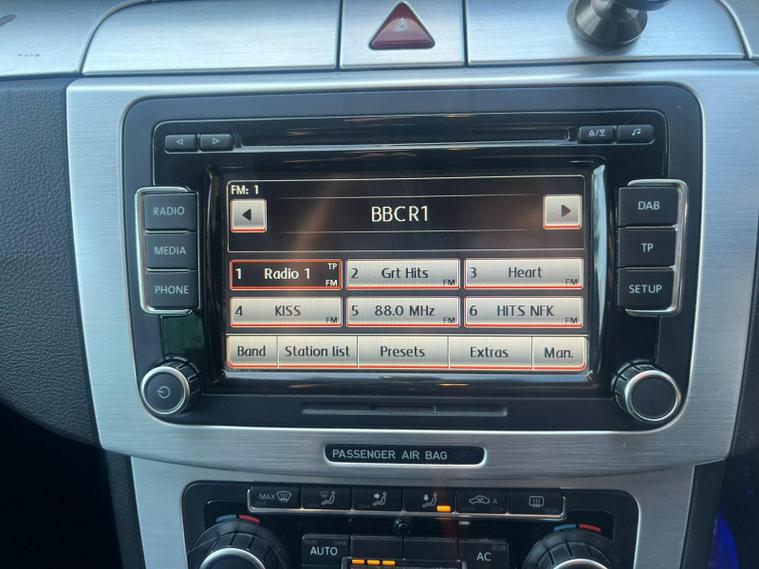 FM: 1
BBC R1
RADIO
MEDIA
PHONE
DAB
TP
SETUP
1 Radio 1 TP FM
2 Grt Hits FM
3 Heart FM
4 KISS FM
5 88.0 MHz FM
6 HITS NFK FM
Band Station list Presets Extras Man.
PASSENGER AIR BAG
MAX A
AUTO AC